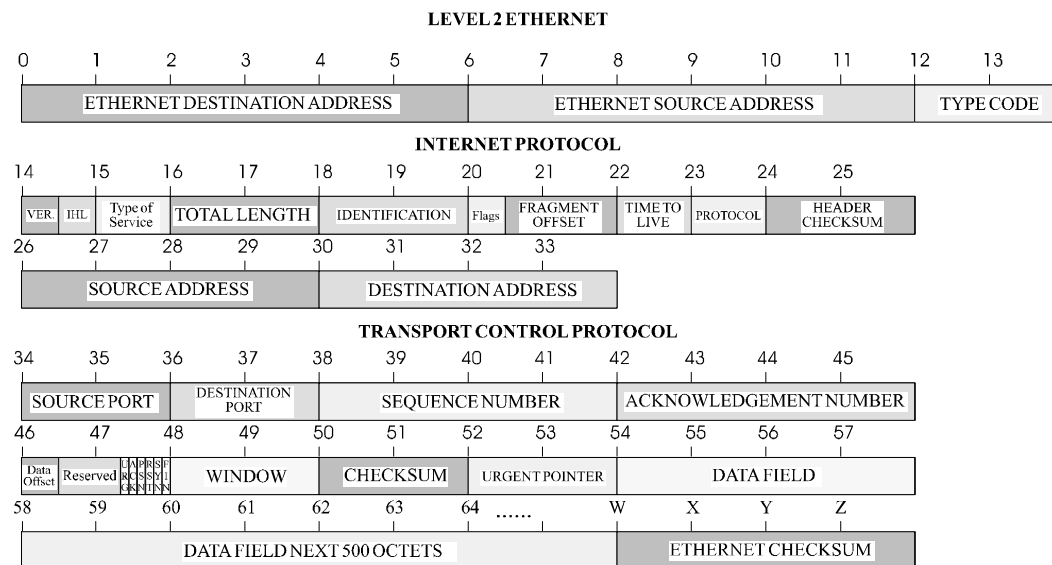 LEVEL 2 ETHERNET
0 1 2 3 4 5 6 7 8 9 10 11 12 13
ETHERNET DESTINATION ADDRESS ETHERNET SOURCE ADDRESS TYPE CODE
INTERNET PROTOCOL
14 15 16 17 18 19 20 21 22 23 24 25
VER. IHL Type of Service TOTAL LENGTH IDENTIFICATION Flags FRAGMENT OFFSET TIME TO LIVE PROTOCOL HEADER CHECKSUM
26 27 28 29 30 31 32 33
SOURCE ADDRESS DESTINATION ADDRESS
TRANSPORT CONTROL PROTOCOL
34 35 36 37 38 39 40 41 42 43 44 45
SOURCE PORT DESTINATION PORT SEQUENCE NUMBER ACKNOWLEDGEMENT NUMBER
46 47 48 49 50 51 52 53 54 55 56 57
Data Offset Reserved URG ACK PSN RST SYN FIN WINDOW CHECKSUM URGENT POINTER DATA FIELD
58 59 60 61 62 63 64 ...... W X Y Z
DATA FIELD NEXT 500 OCTETS ETHERNET CHECKSUM